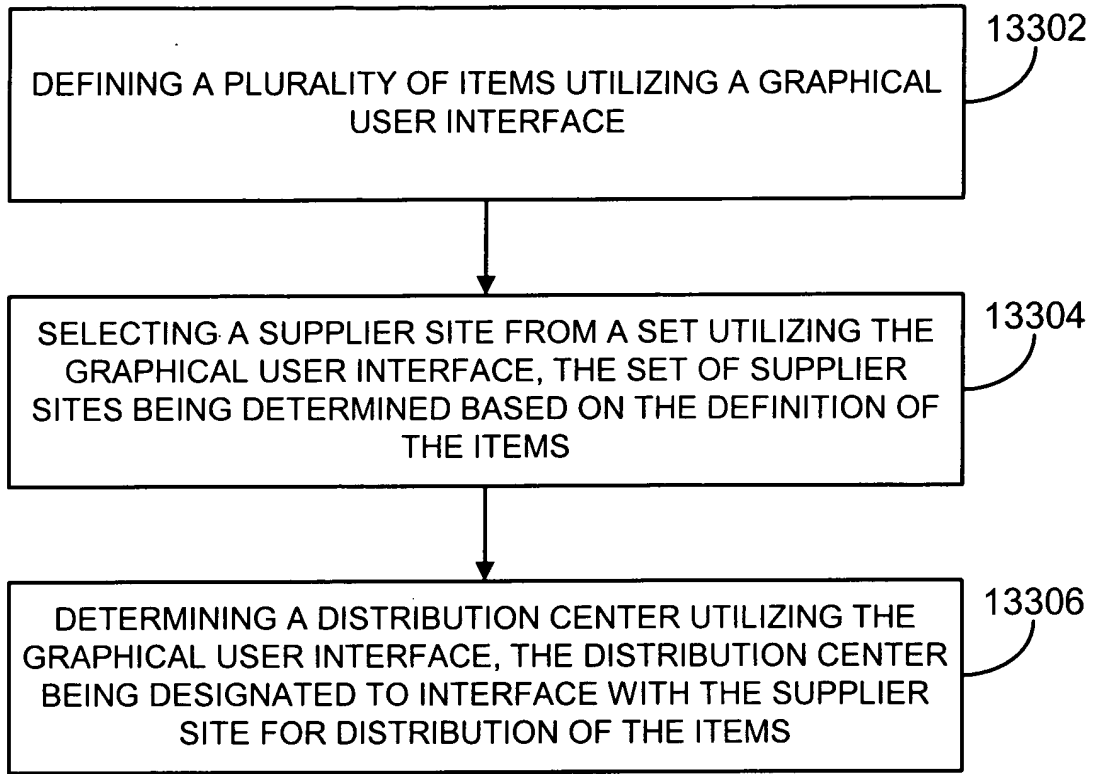 13302
DEFINING A PLURALITY OF ITEMS UTILIZING A GRAPHICAL
USER INTERFACE
13304
SELECTING A SUPPLIER SITE FROM A SET UTILIZING THE
GRAPHICAL USER INTERFACE, THE SET OF SUPPLIER
SITES BEING DETERMINED BASED ON THE DEFINITION OF
THE ITEMS
13306
DETERMINING A DISTRIBUTION CENTER UTILIZING THE
GRAPHICAL USER INTERFACE, THE DISTRIBUTION CENTER
BEING DESIGNATED TO INTERFACE WITH THE SUPPLIER
SITE FOR DISTRIBUTION OF THE ITEMS